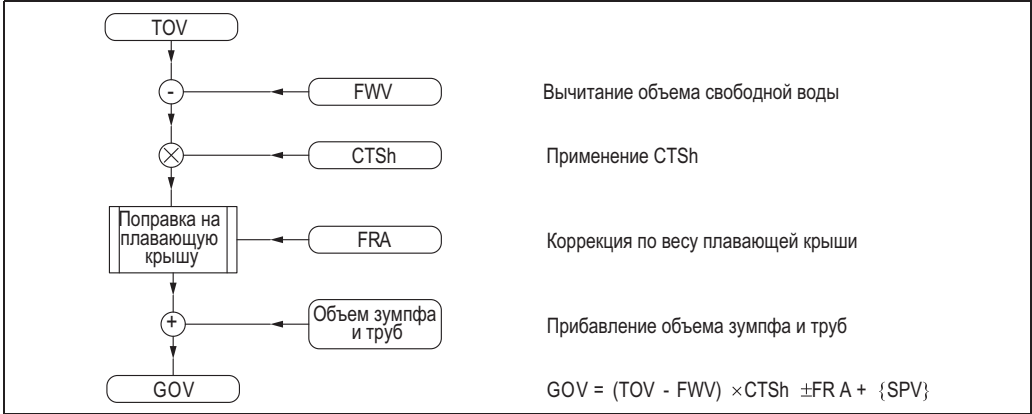 TOV
-
FWV
Вычитание объема свободной воды
×
CTSh
Применение CTSh
Поправка на
плавающую
крышу
FRA
Коррекция по весу плавающей крыши
+
Объем зумпфа
и труб
Прибавление объема зумпфа и труб
GOV
GOV = (TOV - FWV) ×CTSh ±FR A + {SPV}